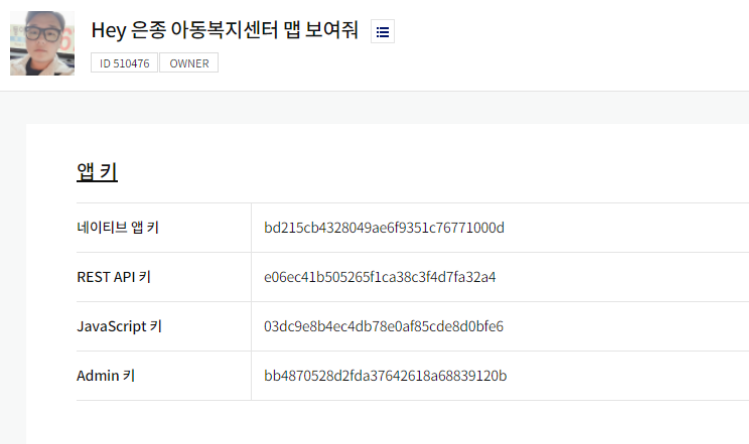 Hey 은종 아동복지센터 맵 보여줘
ID 510476 OWNER
앱 키
네이티브 앱 키 bd215cb4328049ae6f9351c76771000d
REST API 키 e06ec41b505265f1ca38c3f4d7fa32a4
JavaScript 키 03dc9e8b4ec4db78e0af85cde8d0bfe6
Admin 키 bb4870528d2fda37642618a68839120b